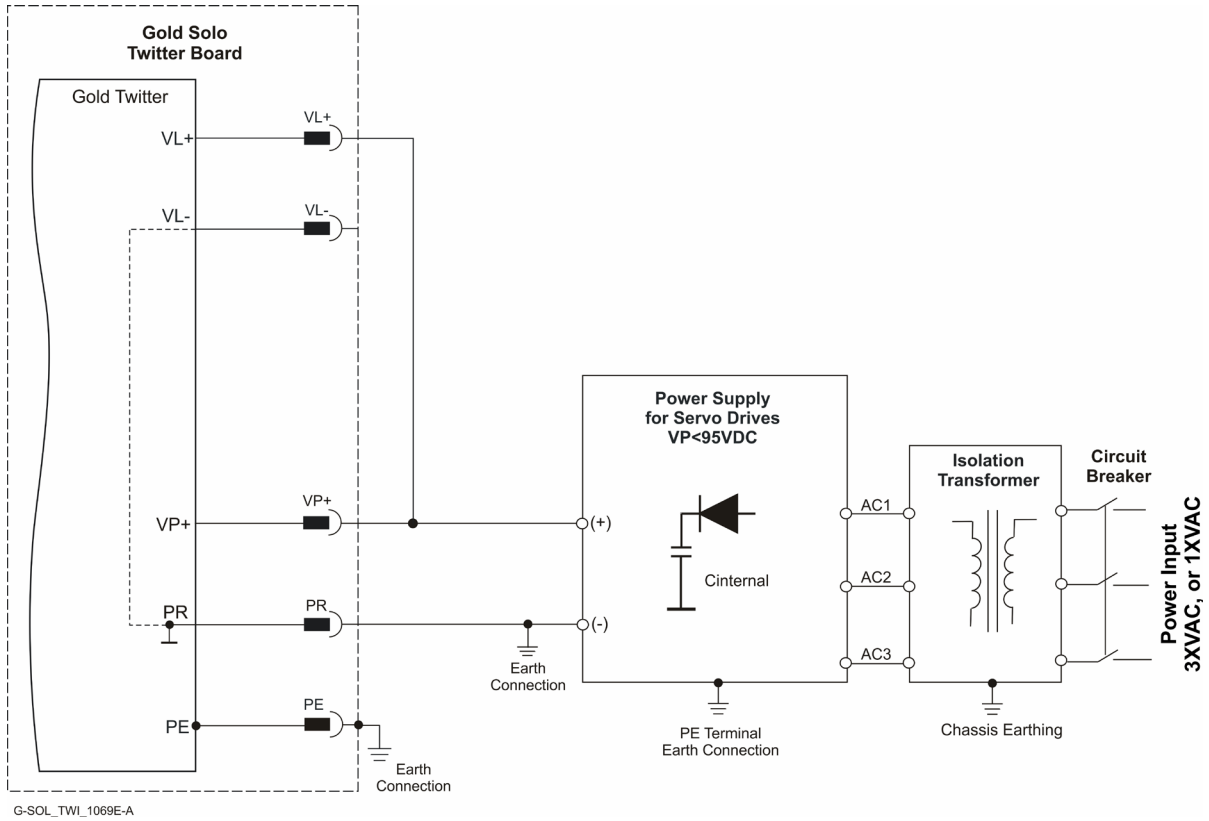 Gold Solo
Twitter Board
Gold Twitter
VL+
VL+
VL-
VL-
VP+
VP+
PR
PR
PE
PE
Earth
Connection
Earth
Connection
Power Supply
for Servo Drives
VP<95VDC
(+)
(-)
Cinternal
PE Terminal
Earth Connection
AC1
AC2
AC3
Isolation
Transformer
Chassis Earthing
Circuit
Breaker
Power Input
3XVAC, or 1XVAC
G-SOL_TWI_1069E-A